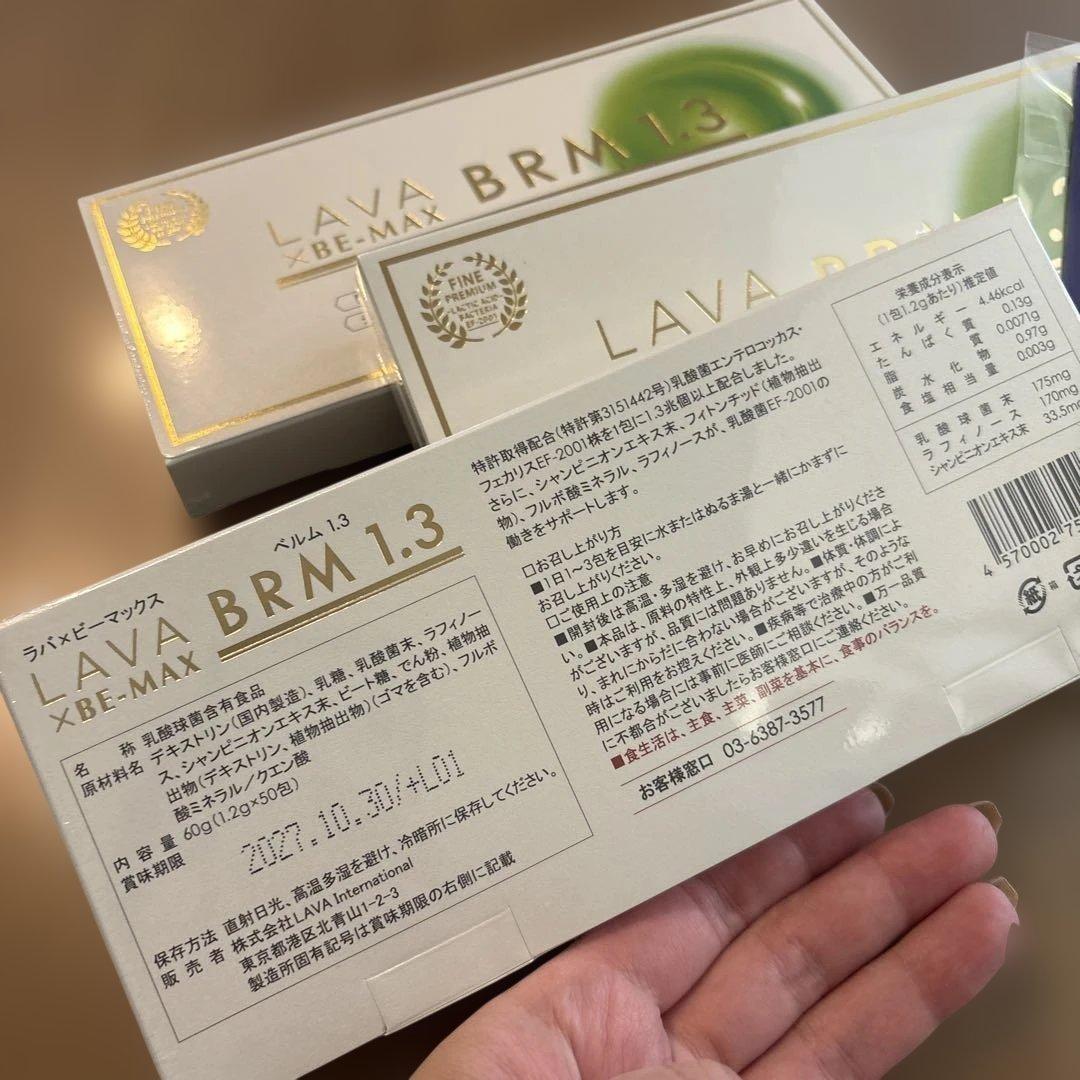 LAVA
×BE-MAX
BRM 1.3
FINE
PREMIUM
LACTIC ACID
BACTERIA
EF-2001
LAVA
ラバ×ビーマックス
ベルム 1.3
LAVA
×BE-MAX
BRM 1.3
名称 乳酸球菌含有食品
原材料名 デキストリン(国内製造)、乳糖、乳酸菌末、ラフィノー
ス、シャンピニオンエキス末、ビート糖、でん粉、植物抽
出物(デキストリン、植物抽出物)(ゴマを含む)、フルボ
酸ミネラル/クエン酸
内容量 60g(1.2g×50包)
賞味期限
2027.10.30/+L01
保存方法 直射日光、高温多湿を避け、冷暗所に保存してください。
販売者 株式会社LAVA International
東京都港区北青山1-2-3
製造所固有記号は賞味期限の右側に記載
特許取得配合(特許第3151442号)乳酸菌エンテロコッカス・
フェカリスEF-2001株を1包に1.3兆個以上配合しました。
さらに、シャンピニオンエキス末、フィトンチッド(植物抽出
物)、フルボ酸ミネラル、ラフィノースが、乳酸菌EF-2001の
働きをサポートします。
□お召し上がり方
■1日1~3包を目安に水またはぬるま湯と一緒にかまずに
お召し上がりください。
□ご使用上の注意
■開封後は高温・多湿を避け、お早めにお召し上がりくださ
い。■本品は、原料の特性上、外観上多少違いを生じる場合
がございますが、品質には問題ありません。■体質・体調によ
り、まれにからだに合わない場合がございますが、そのような
時はご利用をお控えください。■疾病等で治療中の方がご利
用になる場合には事前に医師にご相談ください。■万一品質
に不都合がございましたらお客様窓口にご連絡ください。
■食生活は、主食、主菜、副菜を基本に、食事のバランスを。
お客様窓口 03-6387-3577
栄養成分表示
(1包1.2gあたり)推定値
エネルギー 4.46kcal
たんぱく質 0.13g
脂質 0.0071g
炭水化物 0.97g
食塩相当量 0.003g
乳酸球菌末 175mg
ラフィノース 170mg
シャンピニオンエキス末 33.5mg
4 570002 75
紙 箱